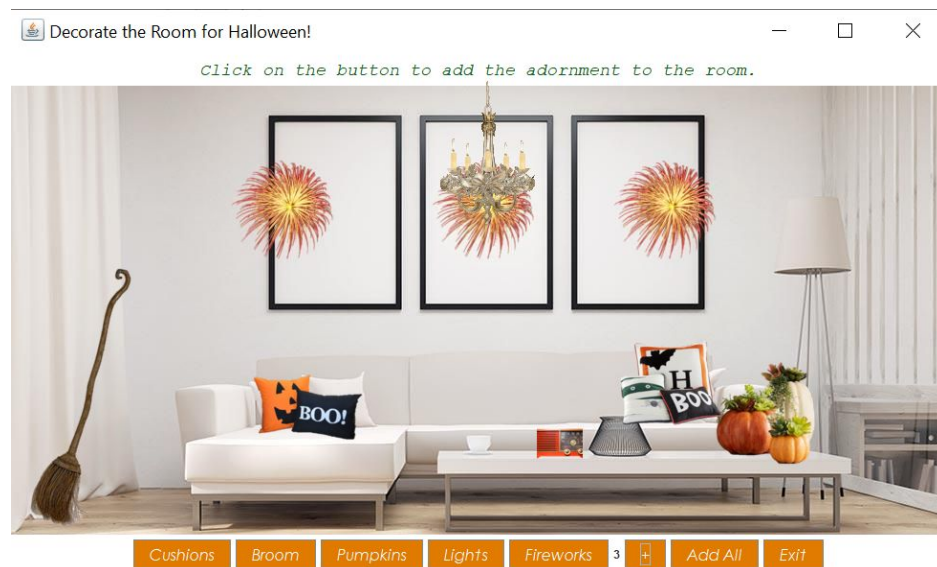 Decorate the Room for Halloween!
Click on the button to add the adornment to the room.
BOO!
H
BOO
Cushions Broom Pumpkins Lights Fireworks 3 + Add All Exit